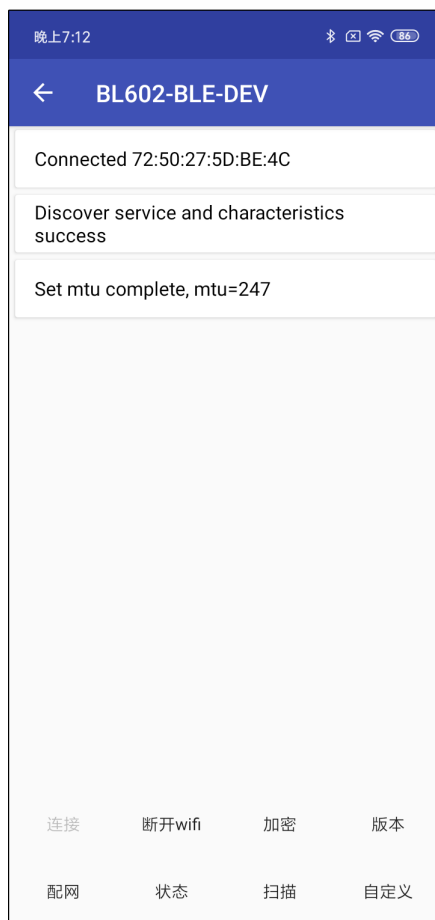 晚上7:12
86
BL602-BLE-DEV
Connected 72:50:27:5D:BE:4C
Discover service and characteristics
success
Set mtu complete, mtu=247
连接 断开wifi 加密 版本
配网 状态 扫描 自定义